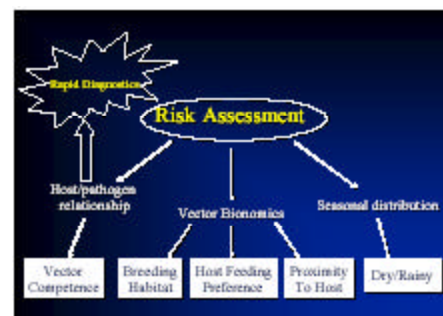 Rapid Diagnostics
Risk Assessment
Host/pathogen
relationship
Vector Bionomics
Seasonal distribution
Vector
Competence
Breeding
Habitat
Host Feeding
Preference
Proximity
To Host
Dry/Rainy